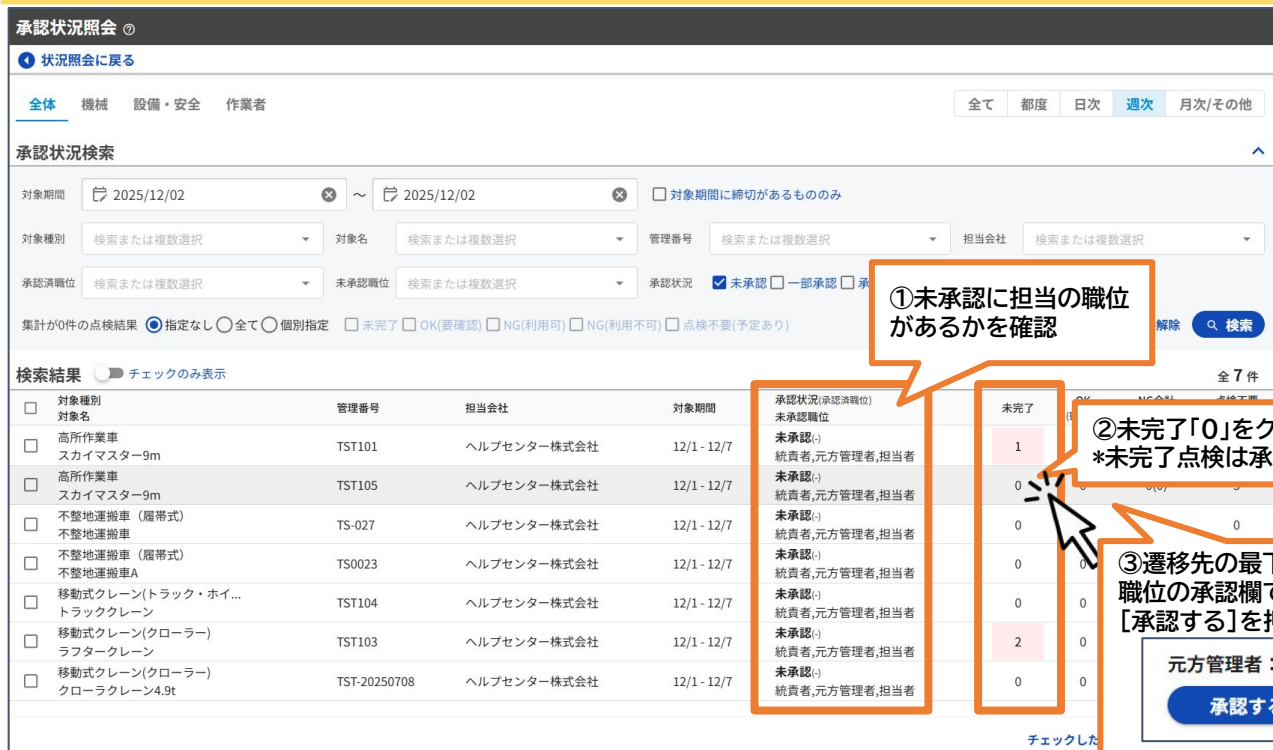 承認状況照会
状況照会に戻る
全体 機械 設備・安全 作業者
全て 都度 日次 週次 月次/その他
承認状況検索
対象期間 2025/12/02 ～ 2025/12/02 対象期間に締切があるもののみ
対象種別 検索または複数選択 対象名 検索または複数選択 管理番号 検索または複数選択 担当会社 検索または複数選択
承認済職位 検索または複数選択 未承認職位 検索または複数選択 承認状況 未承認 一部承認 承
集計が0件の点検結果 指定なし 全て 個別指定 未完了 OK(要確認) NG(利用可) NG(利用不可) 点検不要(予定あり)
解除 検索
①未承認に担当の職位
があるかを確認
検索結果 チェックのみ表示 全 7 件
対象種別
対象名
管理番号 担当会社 対象期間
承認状況(承認済職位)
未承認職位
未完了
高所作業車
スカイマスター9m
TST101 ヘルプセンター株式会社 12/1 - 12/7
未承認(-)
統責者,元方管理者,担当者
1
高所作業車
スカイマスター9m
TST105 ヘルプセンター株式会社 12/1 - 12/7
未承認(-)
統責者,元方管理者,担当者
0
不整地運搬車（履帯式）
不整地運搬車
TS-027 ヘルプセンター株式会社 12/1 - 12/7
未承認(-)
統責者,元方管理者,担当者
0 0
不整地運搬車（履帯式）
不整地運搬車A
TS0023 ヘルプセンター株式会社 12/1 - 12/7
未承認(-)
統責者,元方管理者,担当者
0 0
移動式クレーン(トラック・ホイ...
トラッククレーン
TST104 ヘルプセンター株式会社 12/1 - 12/7
未承認(-)
統責者,元方管理者,担当者
0 0
移動式クレーン(クローラー)
ラフタークレーン
TST103 ヘルプセンター株式会社 12/1 - 12/7
未承認(-)
統責者,元方管理者,担当者
2 0
移動式クレーン(クローラー)
クローラクレーン4.9t
TST-20250708 ヘルプセンター株式会社 12/1 - 12/7
未承認(-)
統責者,元方管理者,担当者
0 0
②未完了「0」をク
*未完了点検は承
③遷移先の最下
職位の承認欄で
[承認する]を押
元方管理者：
承認する
チェックした